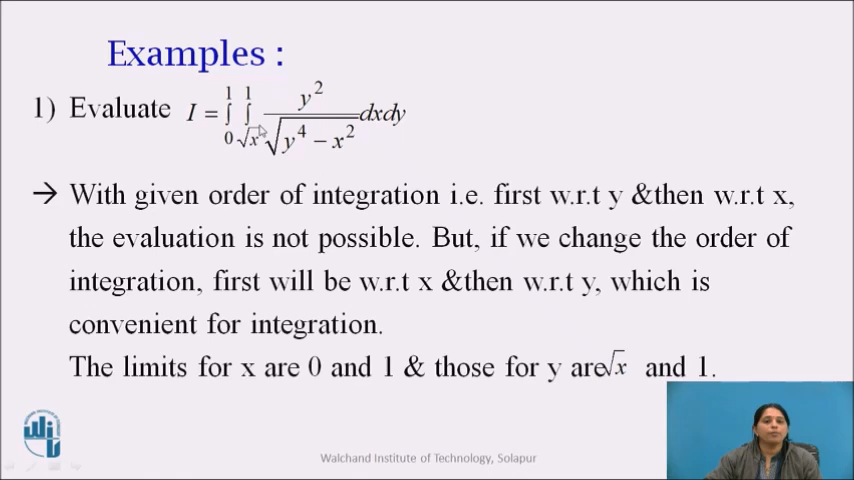 Examples :
1) Evaluate I = ∫₀¹ ∫_√x¹ y² / √(y⁴ − x²) dxdy
→ With given order of integration i.e. first w.r.t y &then w.r.t x,
the evaluation is not possible. But, if we change the order of
integration, first will be w.r.t x &then w.r.t y, which is
convenient for integration.
The limits for x are 0 and 1 & those for y are √x and 1.
WIT
Walchand Institute of Technology, Solapur